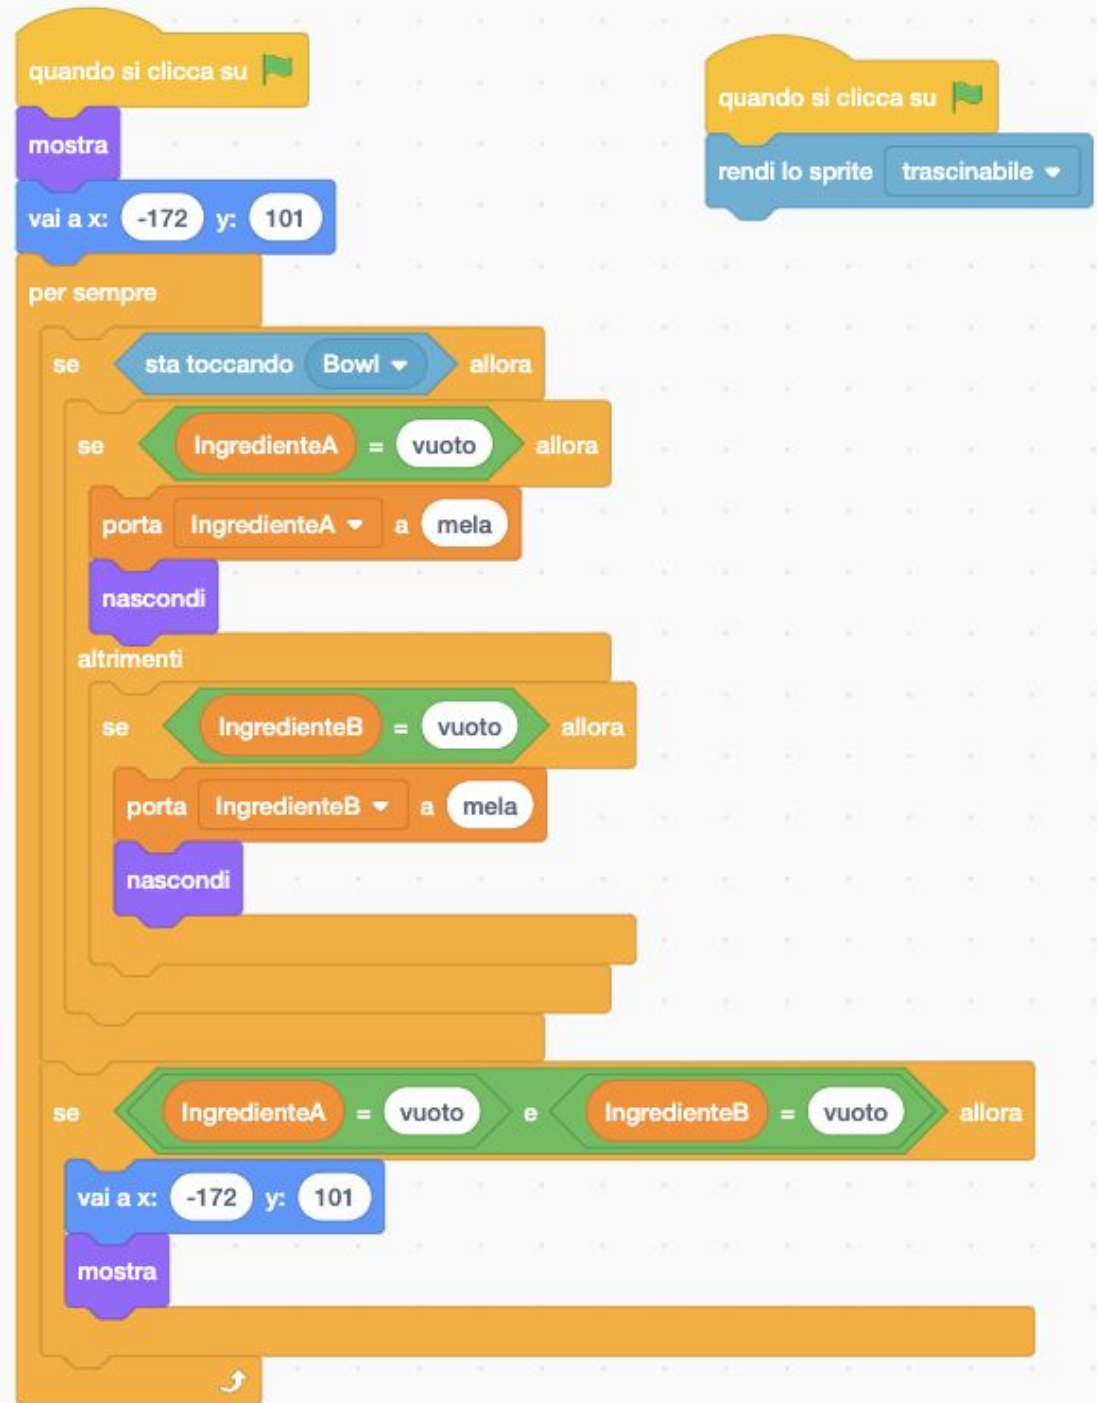 quando si clicca su
mostra
vai a x: -172 y: 101
per sempre
se sta toccando Bowl allora
se IngredienteA = vuoto allora
porta IngredienteA a mela
nascondi
altrimenti
se IngredienteB = vuoto allora
porta IngredienteB a mela
nascondi
se IngredienteA = vuoto e IngredienteB = vuoto allora
vai a x: -172 y: 101
mostra
quando si clicca su
rendi lo sprite trascinabile